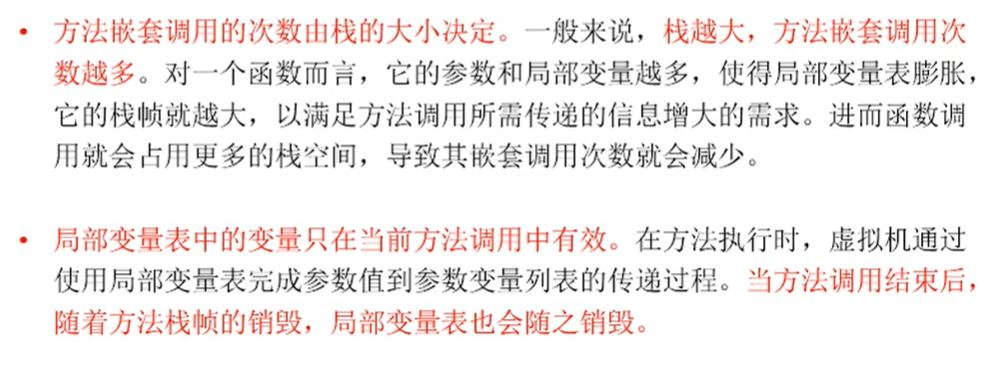 • 方法嵌套调用的次数由栈的大小决定。一般来说，栈越大，方法嵌套调用次
数越多。对一个函数而言，它的参数和局部变量越多，使得局部变量表膨胀，
它的栈帧就越大，以满足方法调用所需传递的信息增大的需求。进而函数调
用就会占用更多的栈空间，导致其嵌套调用次数就会减少。
• 局部变量表中的变量只在当前方法调用中有效。在方法执行时，虚拟机通过
使用局部变量表完成参数值到参数变量列表的传递过程。当方法调用结束后，
随着方法栈帧的销毁，局部变量表也会随之销毁。